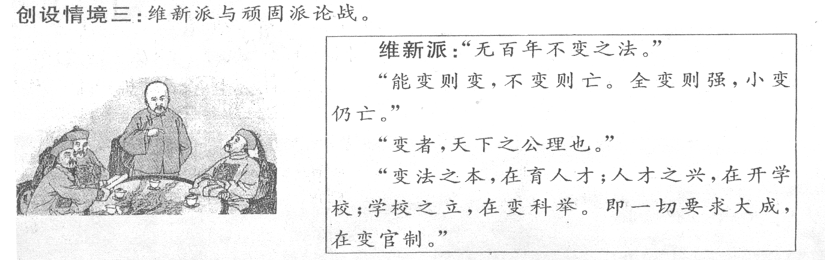 创设情境三:维新派与顽固派论战。
维新派:“无百年不变之法。”
“能变则变,不变则亡。全变则强,小变
仍亡。”
“变者,天下之公理也。”
“变法之本,在育人才;人才之兴,在开学
校;学校之立,在变科举。即一切要求大成,
在变官制。”